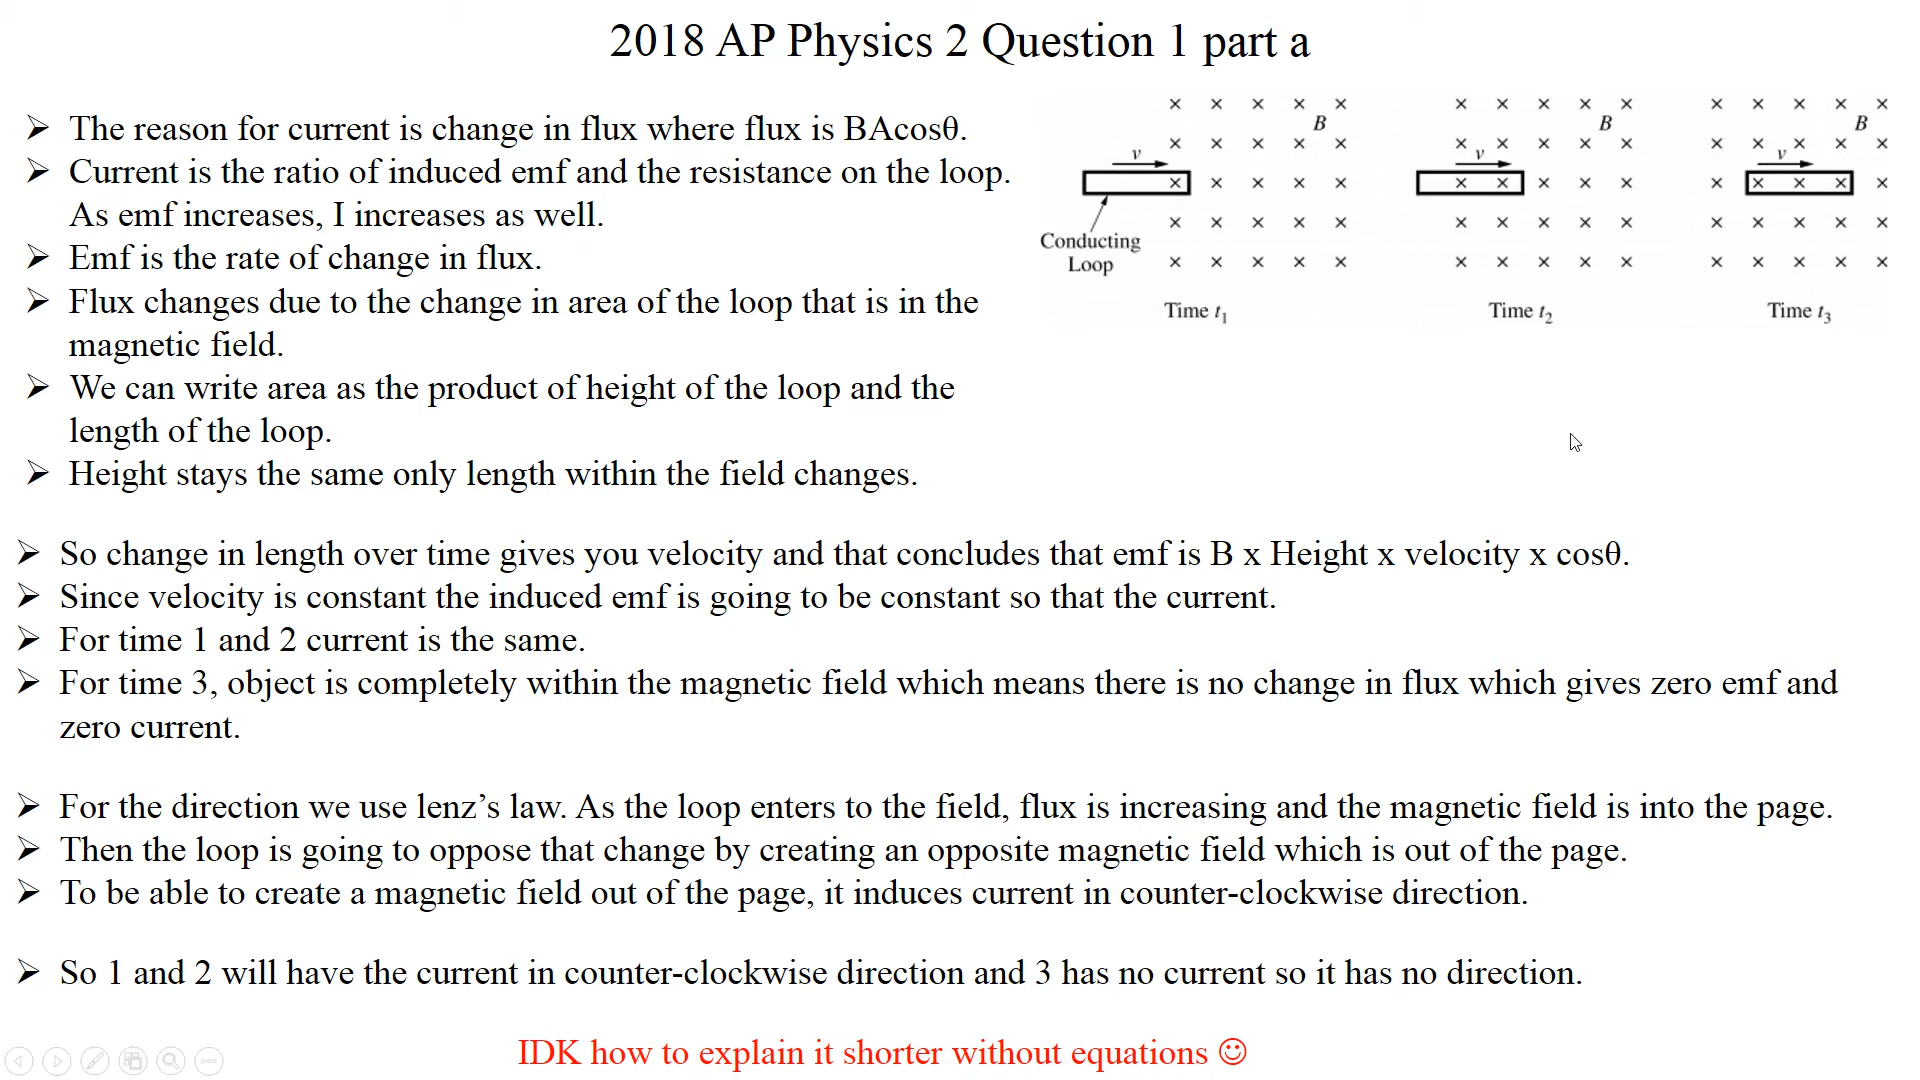 2018 AP Physics 2 Question 1 part a
➢ The reason for current is change in flux where flux is BAcosθ.
➢ Current is the ratio of induced emf and the resistance on the loop.
As emf increases, I increases as well.
➢ Emf is the rate of change in flux.
➢ Flux changes due to the change in area of the loop that is in the
magnetic field.
➢ We can write area as the product of height of the loop and the
length of the loop.
➢ Height stays the same only length within the field changes.
B
v
Conducting
Loop
Time t₁
B
v
Time t₂
B
v
Time t₃
➢ So change in length over time gives you velocity and that concludes that emf is B x Height x velocity x cosθ.
➢ Since velocity is constant the induced emf is going to be constant so that the current.
➢ For time 1 and 2 current is the same.
➢ For time 3, object is completely within the magnetic field which means there is no change in flux which gives zero emf and
zero current.
➢ For the direction we use lenz’s law. As the loop enters to the field, flux is increasing and the magnetic field is into the page.
➢ Then the loop is going to oppose that change by creating an opposite magnetic field which is out of the page.
➢ To be able to create a magnetic field out of the page, it induces current in counter-clockwise direction.
➢ So 1 and 2 will have the current in counter-clockwise direction and 3 has no current so it has no direction.
IDK how to explain it shorter without equations ☺